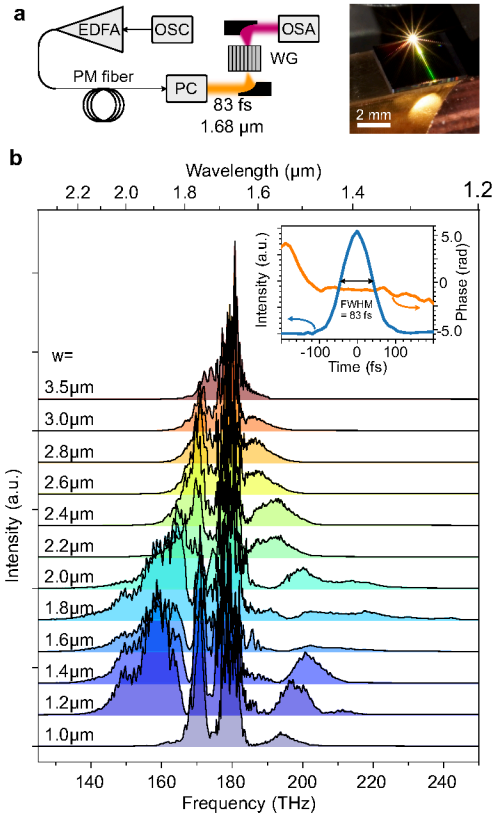 a
EDFA
OSC
OSA
WG
PM fiber
PC
83 fs
1.68 μm
2 mm
b
Wavelength (μm)
2.2 2.0 1.8 1.6 1.4 1.2
Intensity (a.u.)
Phase (rad)
5.0
0
-5.0
FWHM
= 83 fs
-100 0 100
Time (fs)
w=
3.5μm
3.0μm
2.8μm
2.6μm
2.4μm
2.2μm
2.0μm
1.8μm
1.6μm
1.4μm
1.2μm
1.0μm
Intensity (a.u.)
140 160 180 200 220 240
Frequency (THz)